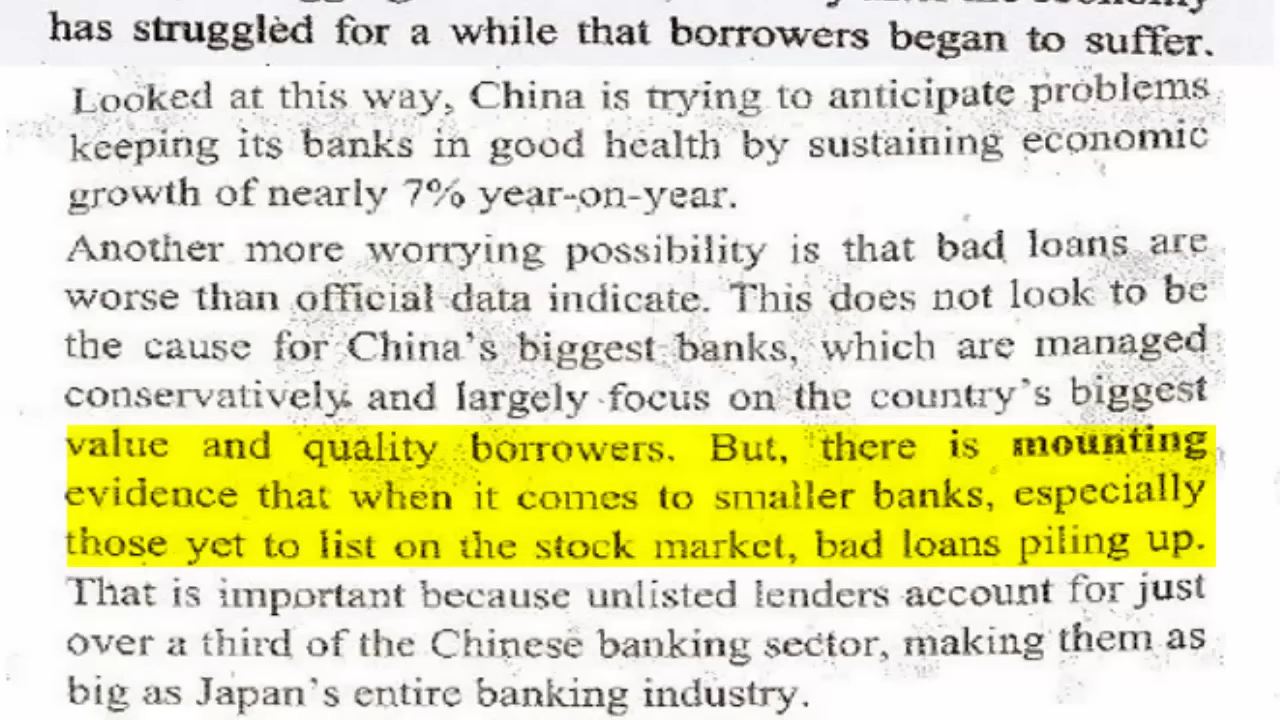 has struggled for a while that borrowers began to suffer.
Looked at this way, China is trying to anticipate problems
keeping its banks in good health by sustaining economic
growth of nearly 7% year-on-year.
Another more worrying possibility is that bad loans are
worse than official data indicate. This does not look to be
the cause for China's biggest banks, which are managed
conservatively and largely focus on the country's biggest
value and quality borrowers. But, there is mounting
evidence that when it comes to smaller banks, especially
those yet to list on the stock market, bad loans piling up.
That is important because unlisted lenders account for just
over a third of the Chinese banking sector, making them as
big as Japan's entire banking industry.